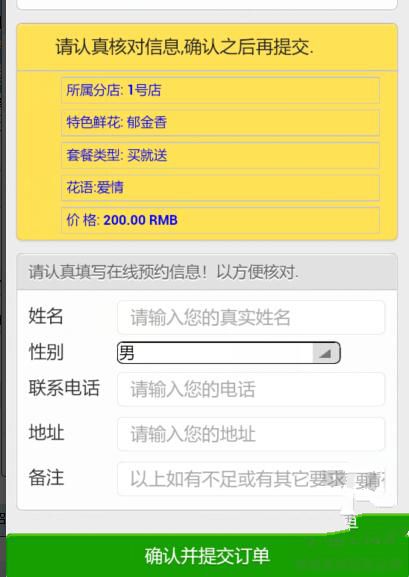 请认真核对信息,确认之后再提交.
所属分店: 1号店
特色鲜花: 郁金香
套餐类型: 买就送
花语:爱情
价 格: 200.00 RMB
请认真填写在线预约信息！以方便核对.
姓名 请输入您的真实姓名
性别 男
联系电话 请输入您的电话
地址 请输入您的地址
备注 以上如有不足或有其它要求
确认并提交订单